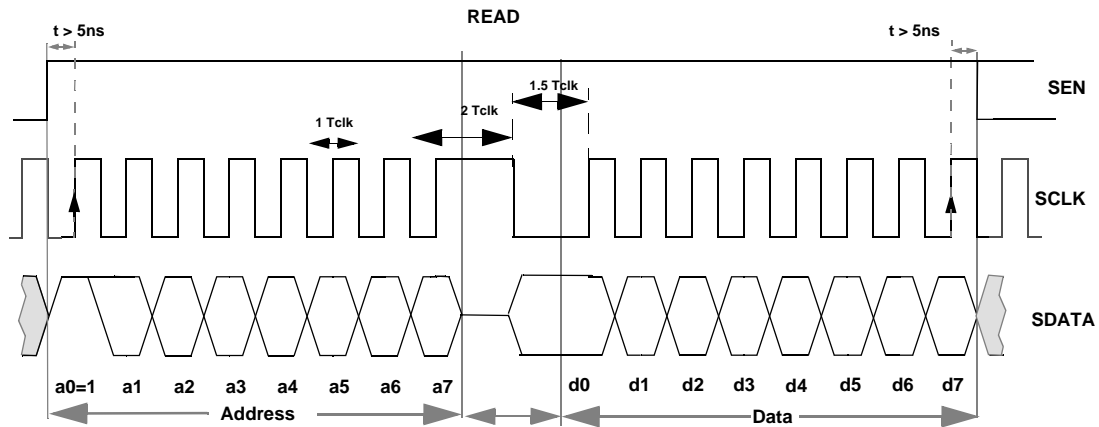 READ
t > 5ns
t > 5ns
SEN
1.5 Tclk
2 Tclk
1 Tclk
SCLK
SDATA
a0=1 a1 a2 a3 a4 a5 a6 a7 d0 d1 d2 d3 d4 d5 d6 d7
Address Data